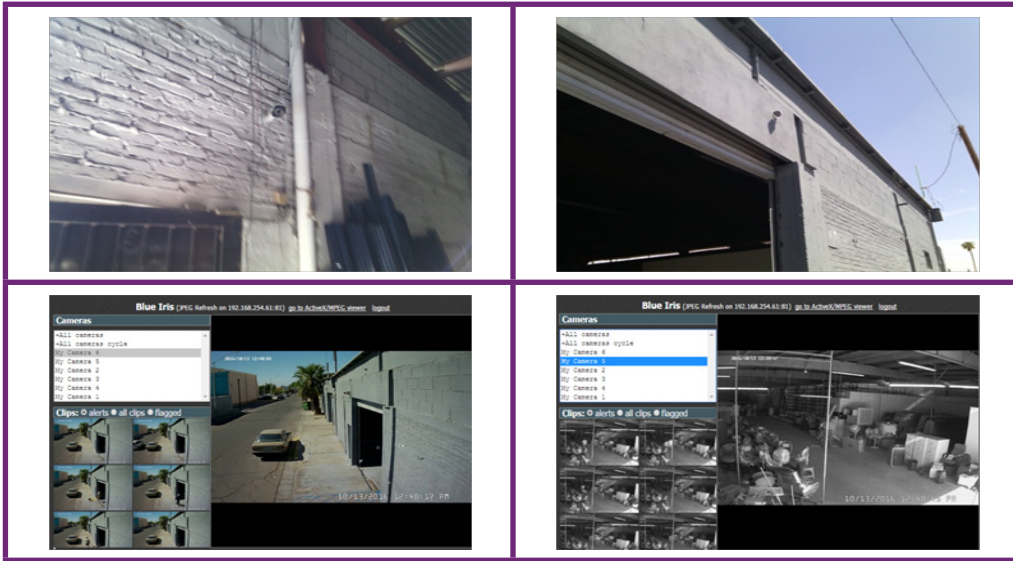 Blue Iris (JPEG Refresh on 192.168.254.61:81) go to ActiveX/MPEG viewer logout
Cameras
+All cameras
+All cameras cycle
My Camera 6
My Camera 5
My Camera 2
My Camera 3
My Camera 4
My Camera 1
Clips: alerts all clips flagged
10/13/2016 12:40:17 PM
Blue Iris (JPEG Refresh on 192.168.254.61:81) go to ActiveX/MPEG viewer logout
Cameras
+All cameras
+All cameras cycle
My Camera 6
My Camera 5
My Camera 2
My Camera 3
My Camera 4
My Camera 1
Clips: alerts all clips flagged
10/13/2016 PM